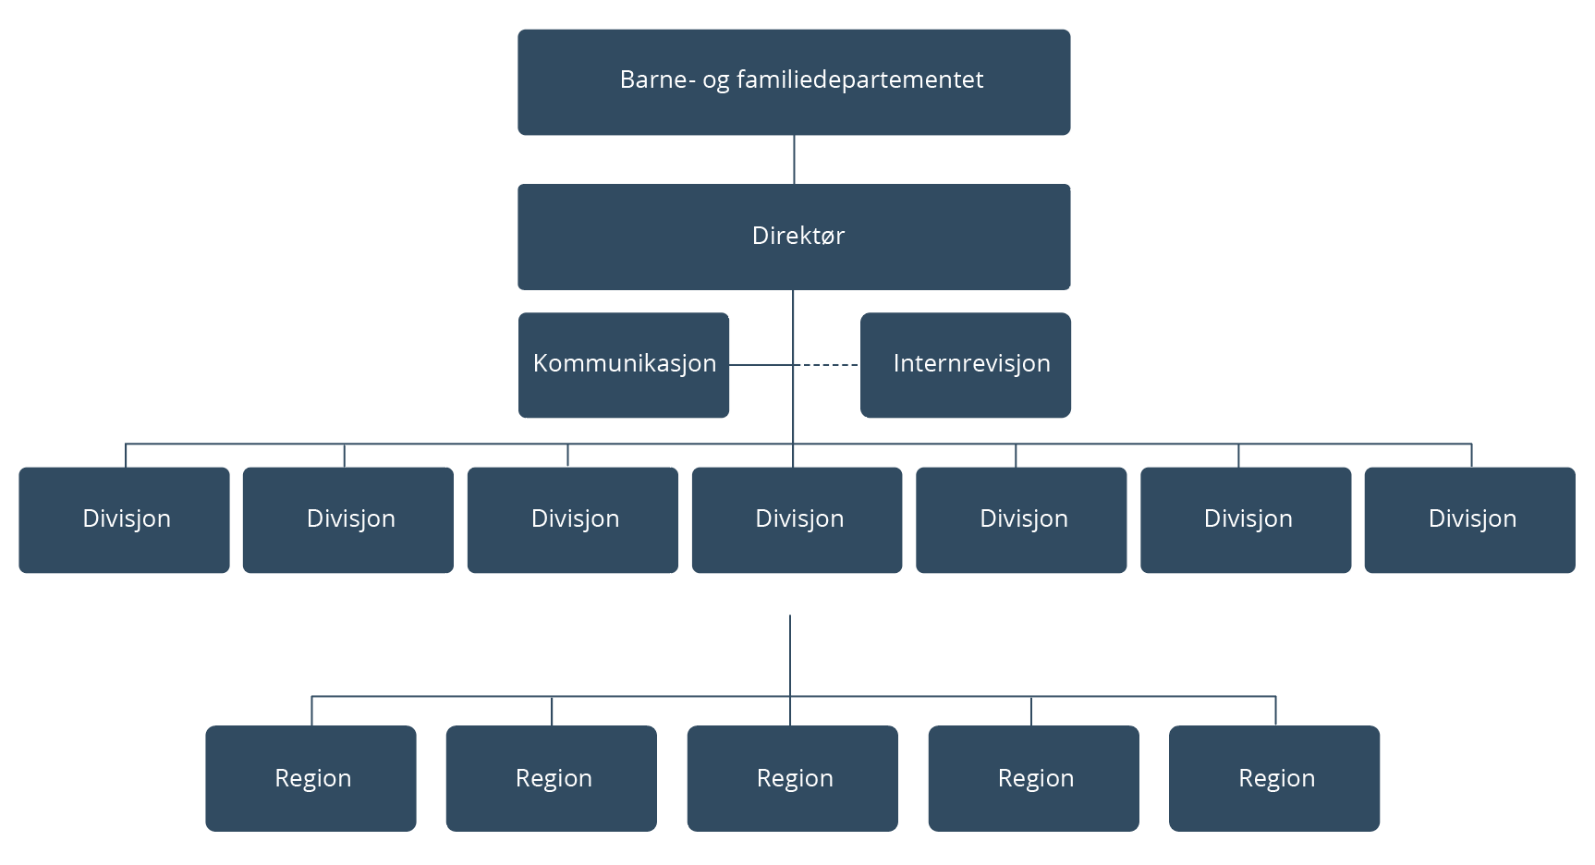 Barne- og familiedepartementet
Direktør
Kommunikasjon
Internrevisjon
Divisjon
Divisjon
Divisjon
Divisjon
Divisjon
Divisjon
Divisjon
Region
Region
Region
Region
Region